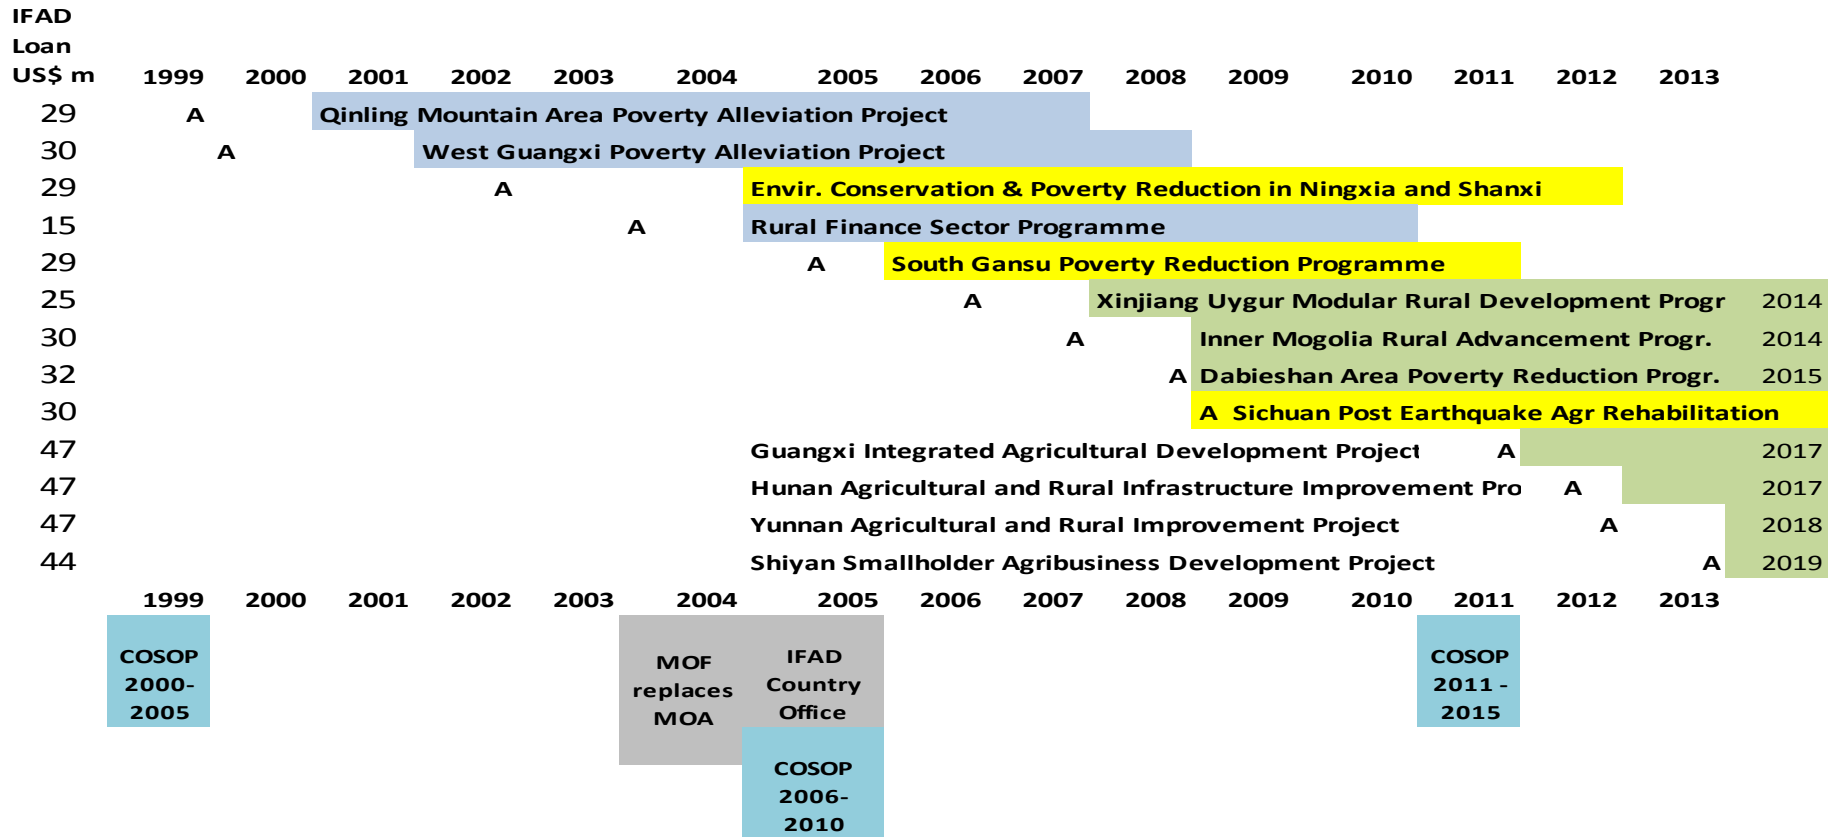 IFAD
Loan
US$ m 1999 2000 2001 2002 2003 2004 2005 2006 2007 2008 2009 2010 2011 2012 2013
29 A Qinling Mountain Area Poverty Alleviation Project
30 A West Guangxi Poverty Alleviation Project
29 A Envir. Conservation & Poverty Reduction in Ningxia and Shanxi
15 A Rural Finance Sector Programme
29 A South Gansu Poverty Reduction Programme
25 A Xinjiang Uygur Modular Rural Development Progr 2014
30 A Inner Mogolia Rural Advancement Progr. 2014
32 A Dabieshan Area Poverty Reduction Progr. 2015
30 A Sichuan Post Earthquake Agr Rehabilitation
47 Guangxi Integrated Agricultural Development Project A 2017
47 Hunan Agricultural and Rural Infrastructure Improvement Pro A 2017
47 Yunnan Agricultural and Rural Improvement Project A 2018
44 Shiyan Smallholder Agribusiness Development Project A 2019
1999 2000 2001 2002 2003 2004 2005 2006 2007 2008 2009 2010 2011 2012 2013
COSOP
2000-
2005
MOF
replaces
MOA
IFAD
Country
Office
COSOP
2011 -
2015
COSOP
2006-
2010